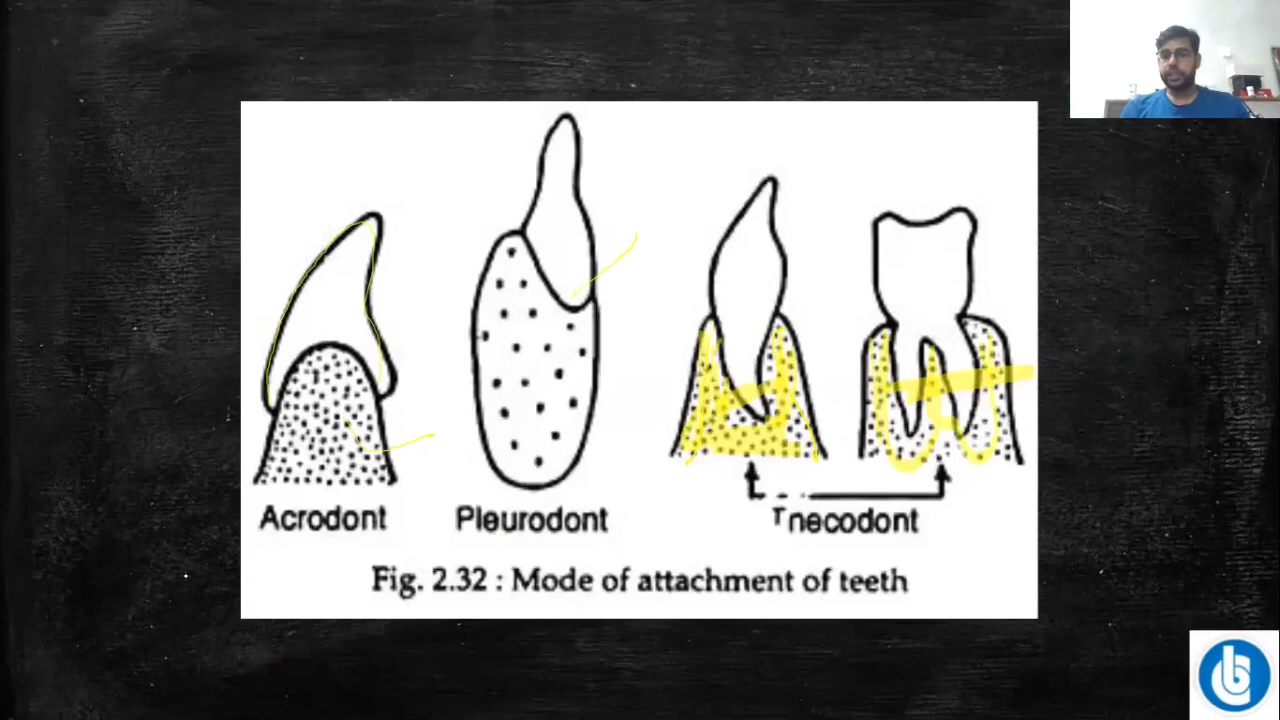 Acrodont
Pleurodont
Thecodont
Fig. 2.32 : Mode of attachment of teeth